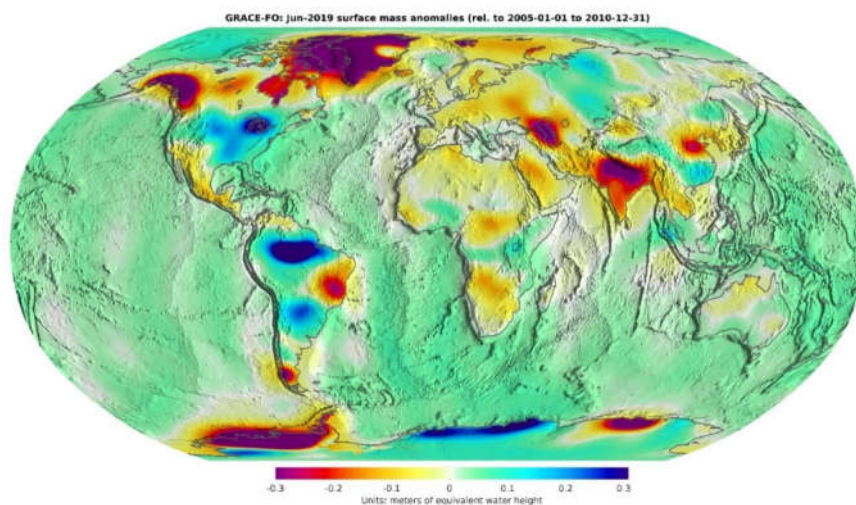 GRACE-FO: Jun-2019 surface mass anomalies (rel. to 2005-01-01 to 2010-12-31)
-0.3 -0.2 -0.1 0 0.1 0.2 0.3
Units: meters of equivalent water height